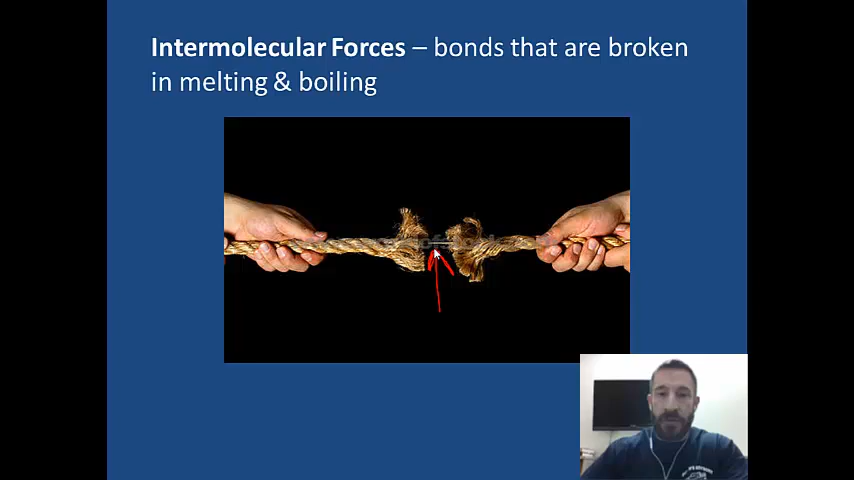 Intermolecular Forces – bonds that are broken
in melting & boiling